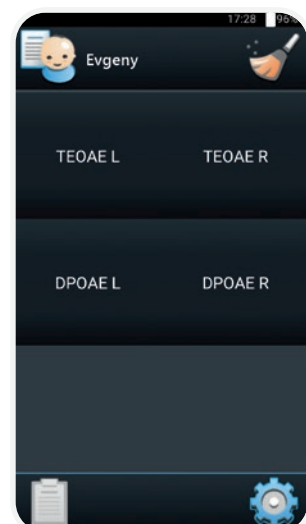 17:28 96%
Evgeny
TEOAE L TEOAE R
DPOAE L DPOAE R